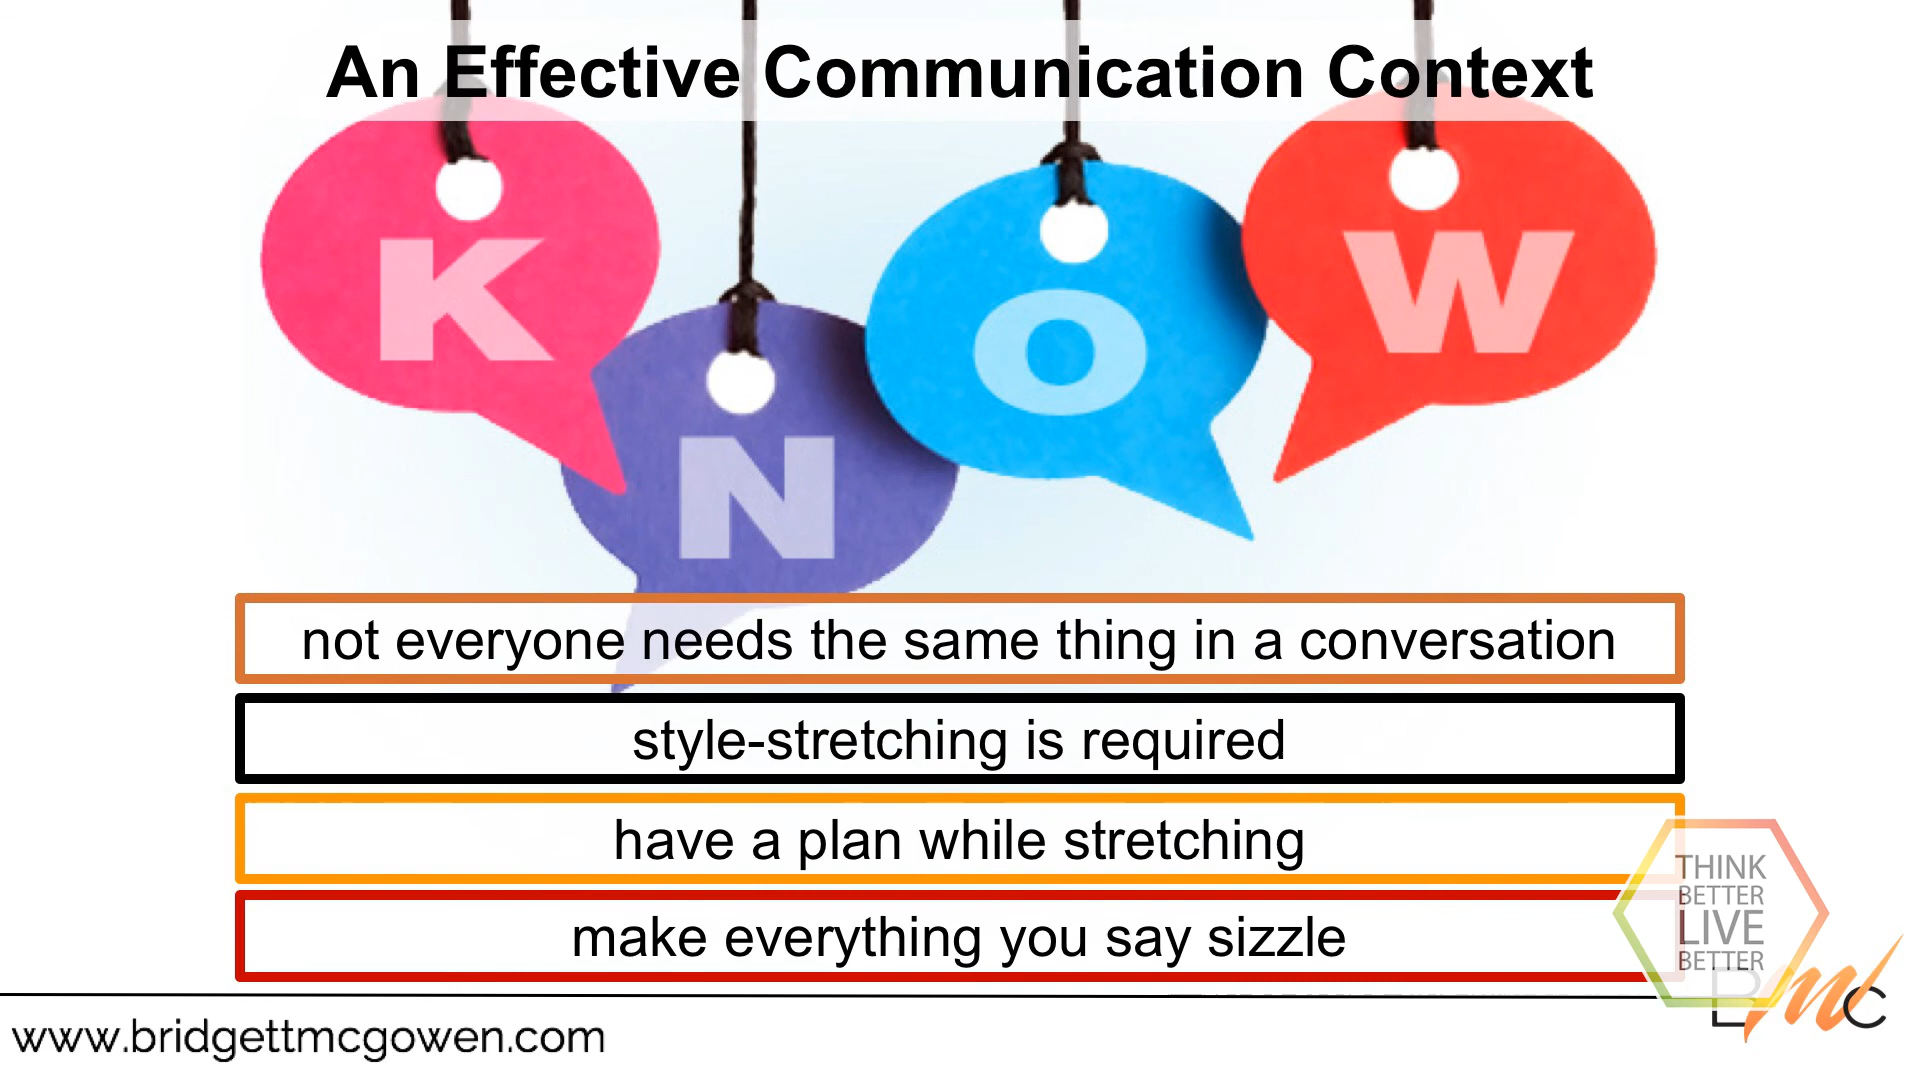 An Effective Communication Context
K
N
O
W
not everyone needs the same thing in a conversation
style-stretching is required
have a plan while stretching
make everything you say sizzle
THINK
BETTER
LIVE
BETTER
BMC
www.bridgettmcgowen.com